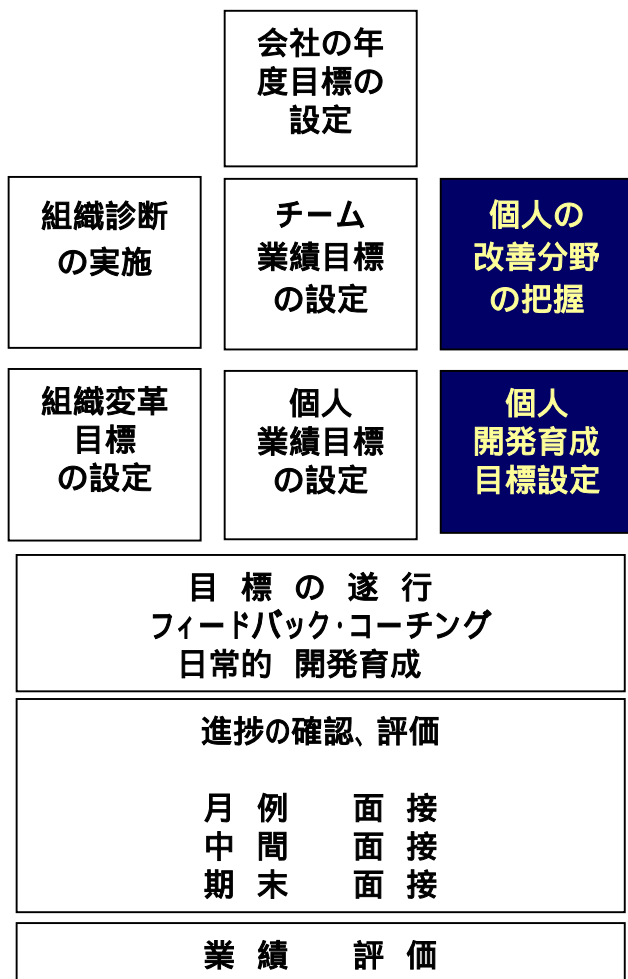 会社の年
度目標の
設定
組織診断
の実施
チーム
業績目標
の設定
個人の
改善分野
の把握
組織変革
目標
の設定
個人
業績目標
の設定
個人
開発育成
目標設定
目 標 の 遂 行
フィードバック・コーチング
日常的 開発育成
進捗の確認、評価
月 例 面 接
中 間 面 接
期 末 面 接
業 績 評 価